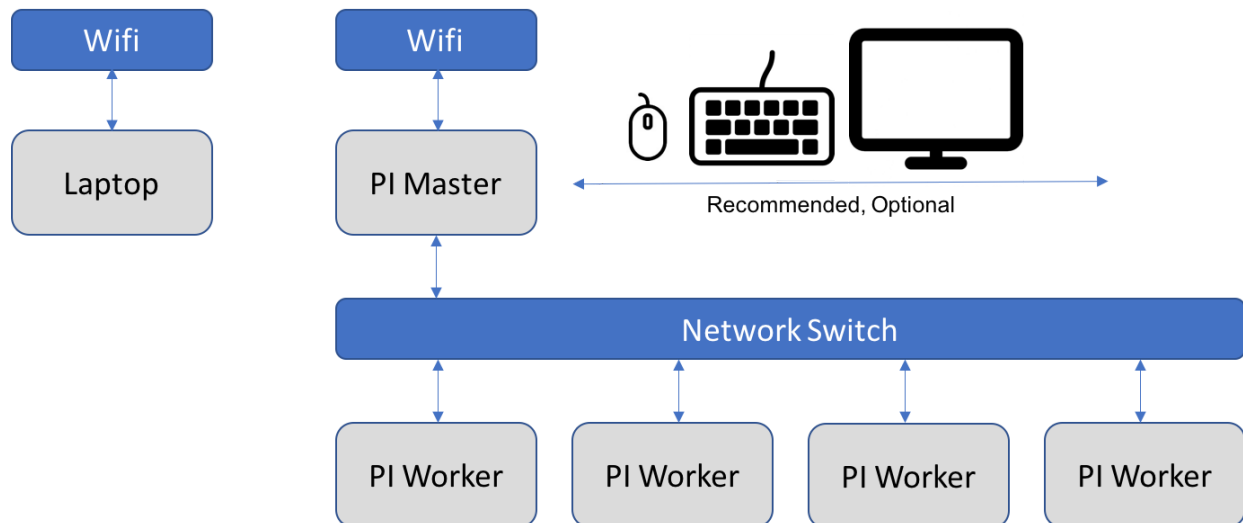 Wifi
Wifi
Laptop
PI Master
Recommended, Optional
Network Switch
PI Worker
PI Worker
PI Worker
PI Worker